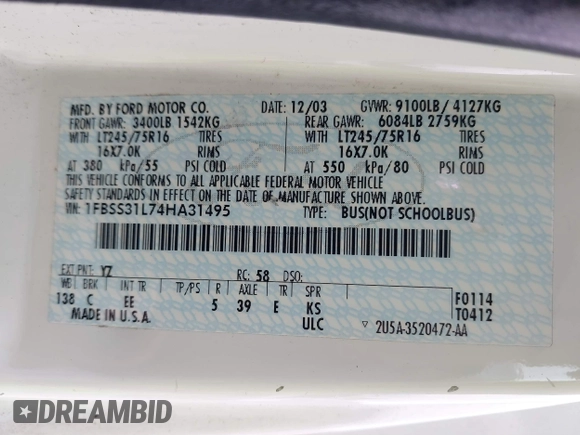 MFD. BY FORD MOTOR CO. DATE: 12/03 GVWR: 9100LB/ 4127KG
FRONT GAWR: 3400LB 1542KG REAR GAWR: 6084LB 2759KG
WITH LT245/75R16 TIRES WITH LT245/75R16 TIRES
16X7.0K RIMS 16X7.0K RIMS
AT 380 kPa/55 PSI COLD AT 550 kPa/80 PSI COLD
THIS VEHICLE CONFORMS TO ALL APPLICABLE FEDERAL MOTOR VEHICLE
SAFETY STANDARDS IN EFFECT ON THE DATE OF MANUFACTURE SHOWN ABOVE.
VIN: 1FBSS31L74HA31495 TYPE: BUS(NOT SCHOOLBUS)
EXT PNT: YZ RC: 58 DSO:
WB BRK INT TR TP/PS R AXLE TR SPR
138 C EE 5 39 E KS
F0114
T0412
MADE IN U.S.A. ULC ▽ 2U5A-3520472-AA
DREAMBID